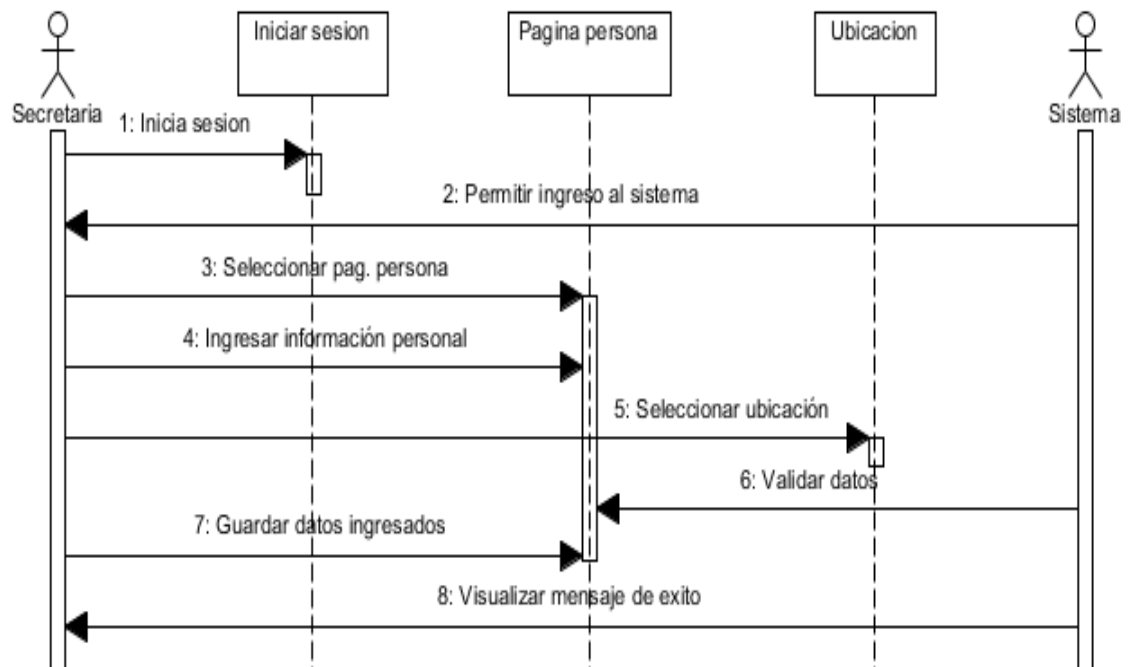 Iniciar sesion
Pagina persona
Ubicacion
Secretaria
Sistema
1: Inicia sesion
2: Permitir ingreso al sistema
3: Seleccionar pag. persona
4: Ingresar información personal
5: Seleccionar ubicación
6: Validar datos
7: Guardar datos ingresados
8: Visualizar mensaje de exito